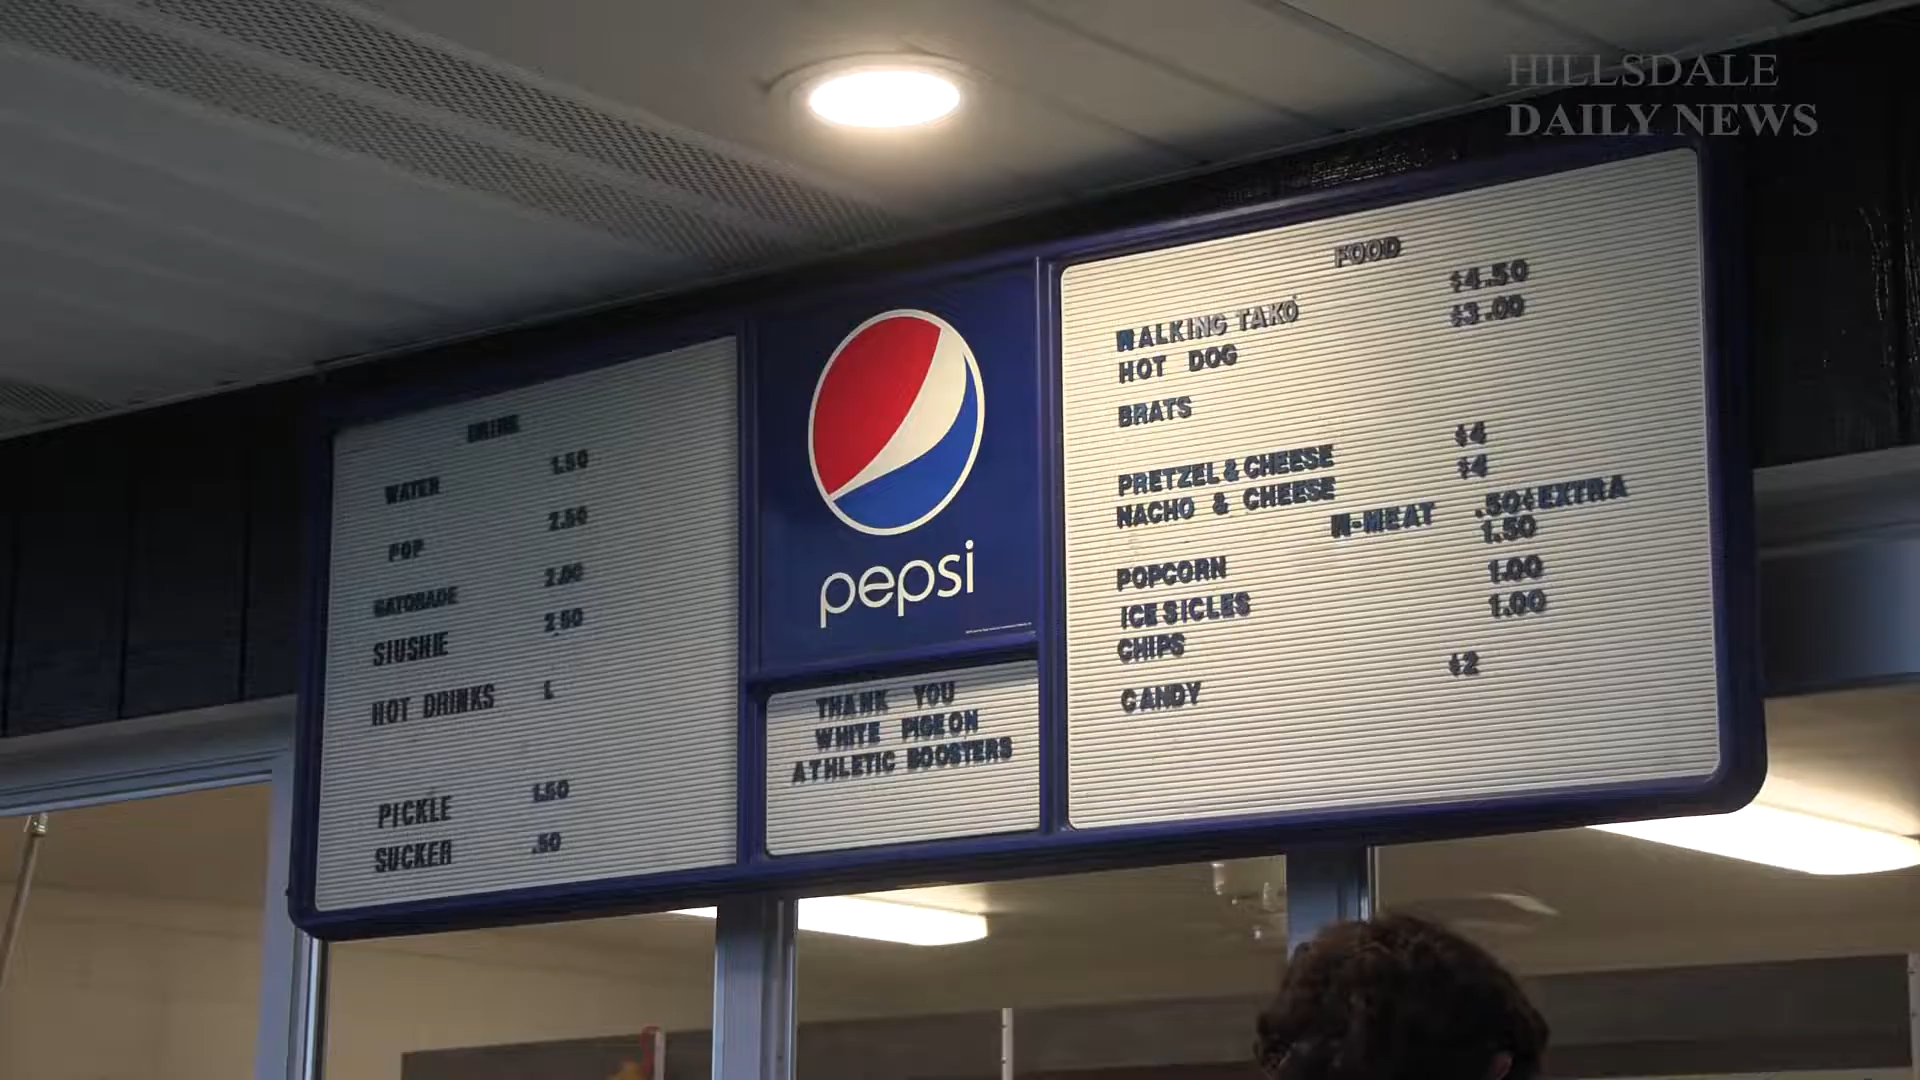 HILLSDALE
DAILY NEWS
DRINK
WATER 1.50
POP 2.50
GATORADE 2.00
SIUSHIE 2.50
HOT DRINKS 1.
PICKLE 1.50
SUCKER .50
pepsi
THANK YOU
WHITE PIGEON
ATHLETIC BOOSTERS
FOOD
WALKING TAKO $4.50
HOT DOG $3.00
BRATS
PRETZEL & CHEESE $4
NACHO & CHEESE $4
W-MEAT .50¢EXTRA
POPCORN 1.50
ICE SICLES 1.00
CHIPS 1.00
CANDY $2